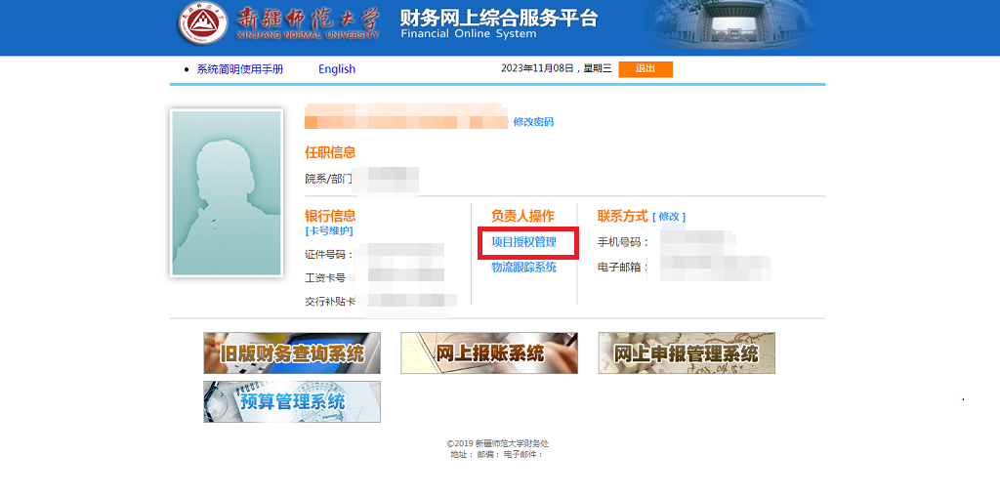 新疆师范大学 财务网上综合服务平台
XINJIANG NORMAL UNIVERSITY Financial Online System
系统简明使用手册 English 2023年11月08日，星期三 退出
修改密码
任职信息
院系/部门
银行信息 负责人操作 联系方式 [ 修改 ]
[卡号维护]
项目授权管理 手机号码：
证件号码：
物流跟踪系统 电子邮箱：
工资卡号
交行补贴卡
旧版财务查询系统 网上报账系统 网上申报管理系统
预算管理系统
©2019 新疆师范大学财务处
地址： 邮编： 电子邮件：